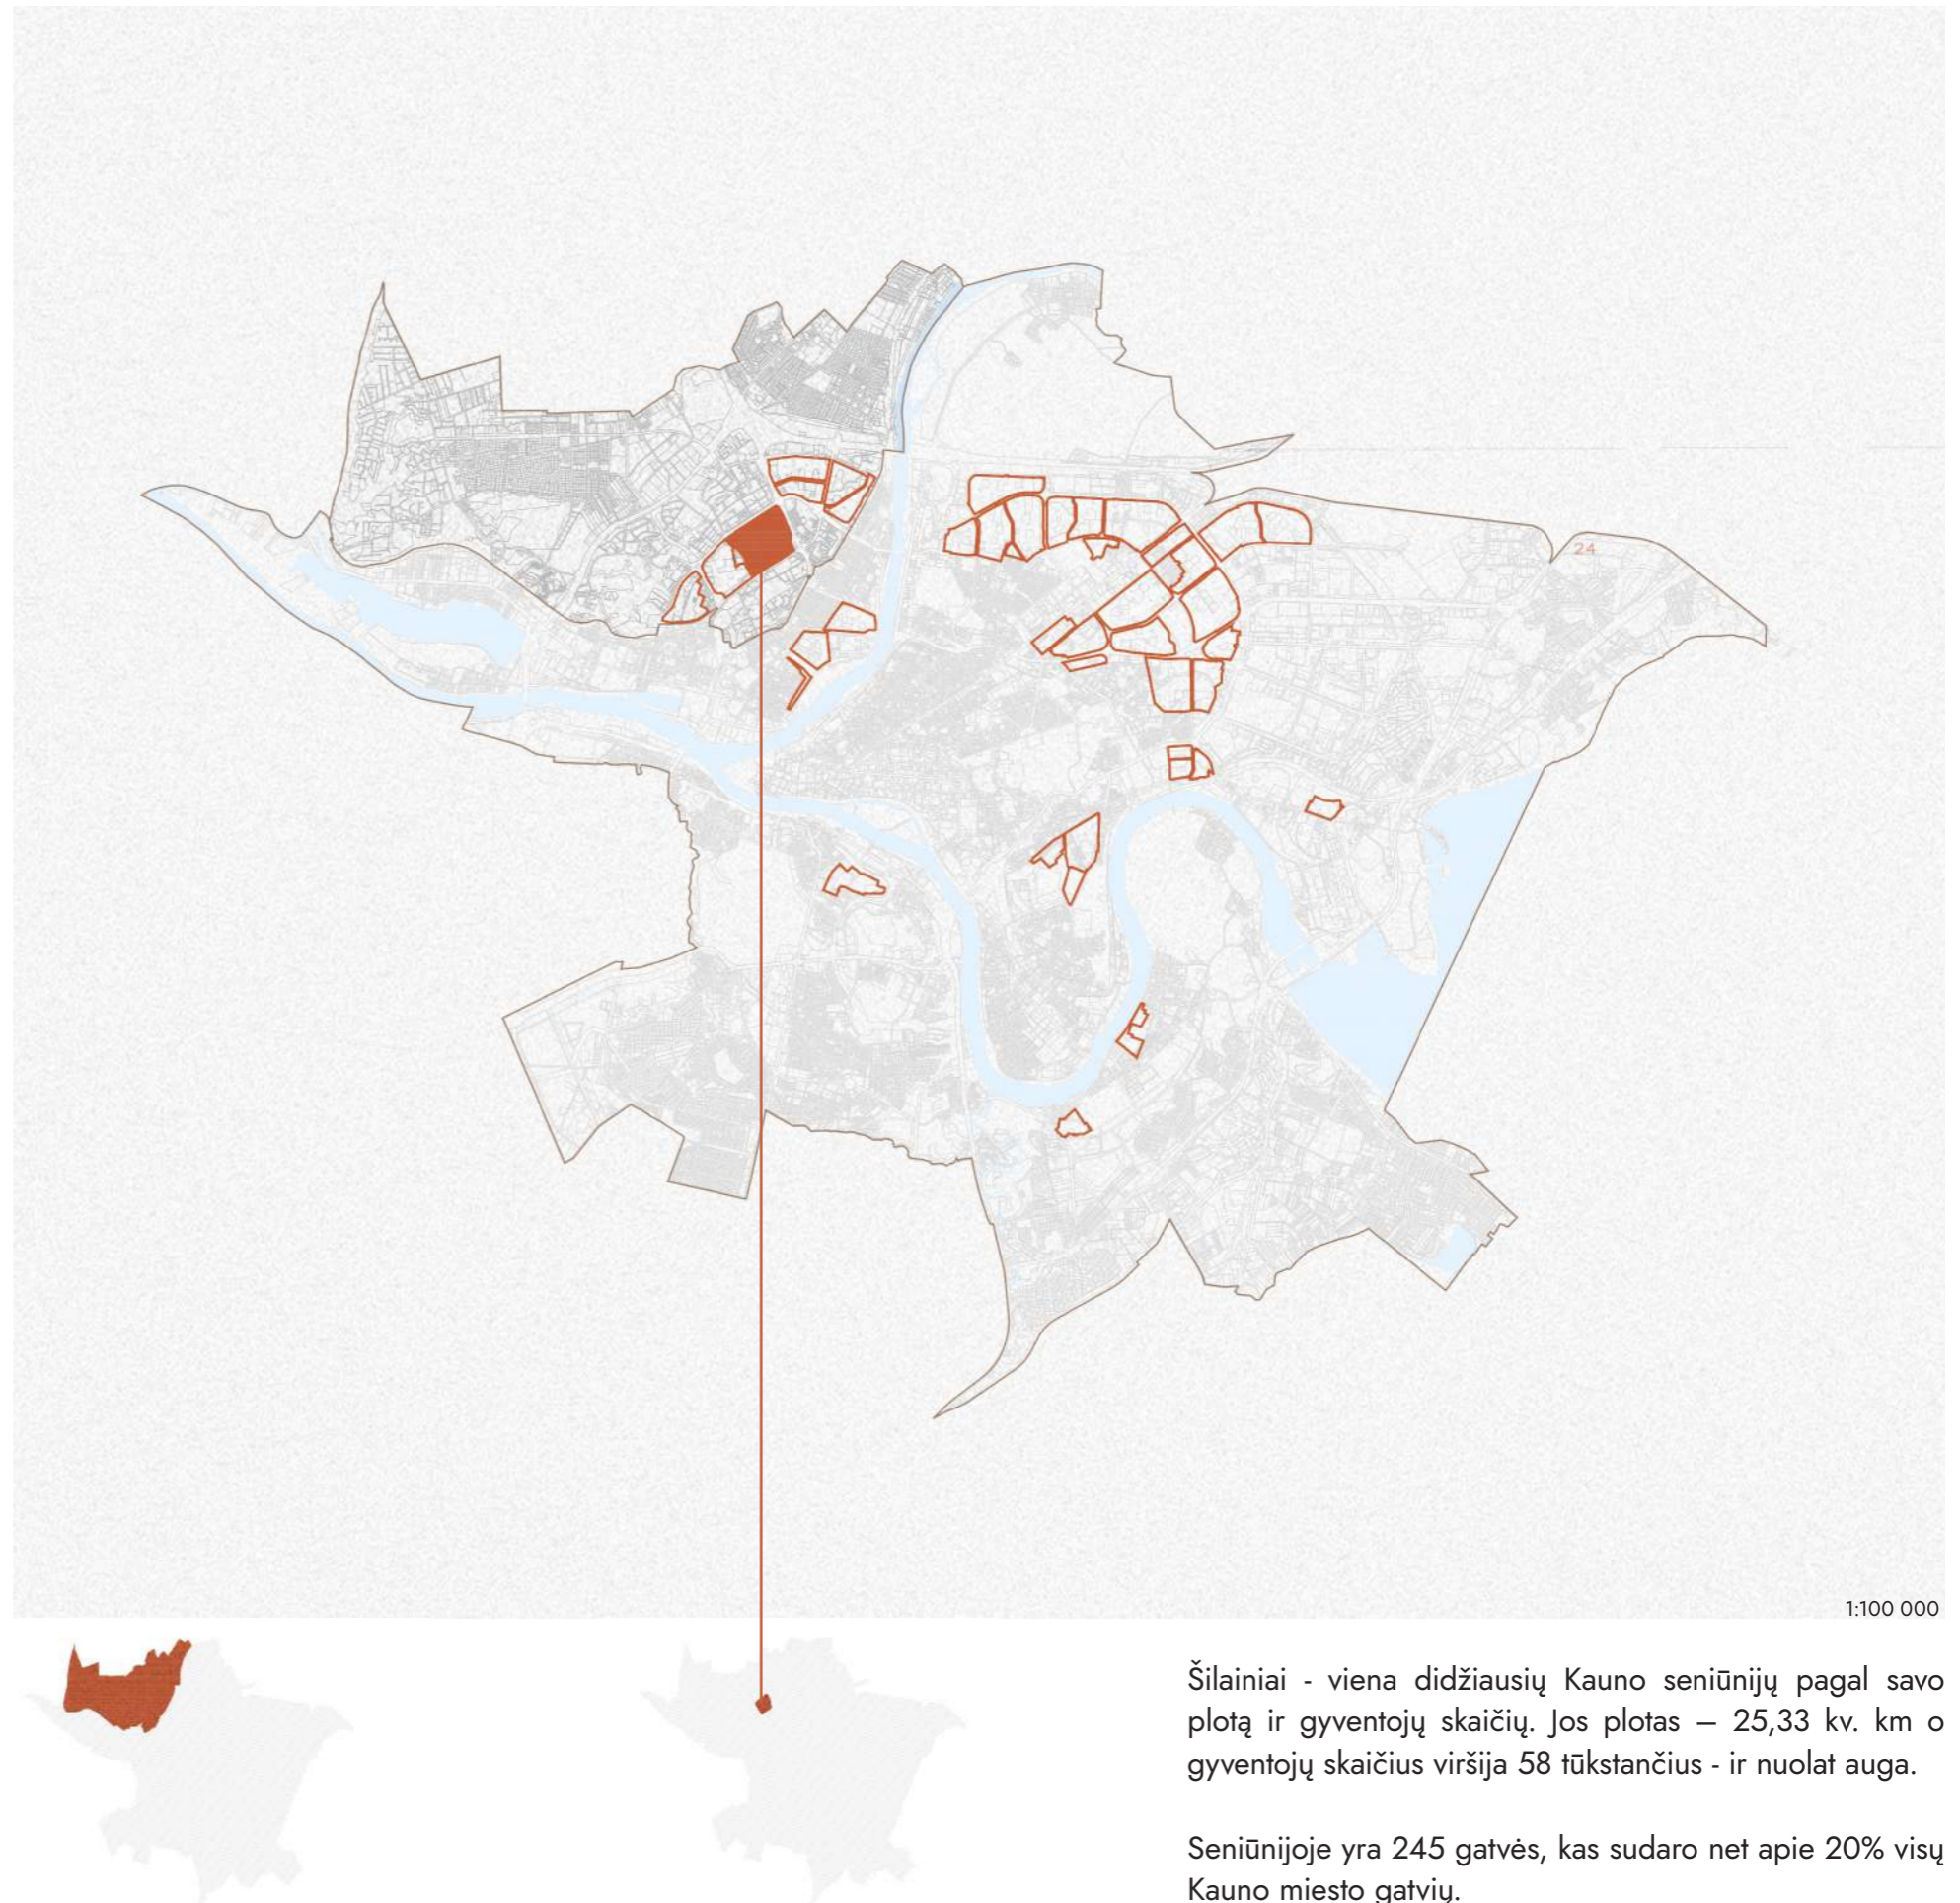 24
1:100 000
Šilainiai - viena didžiausių Kauno seniūnijų pagal savo
plotą ir gyventojų skaičių. Jos plotas – 25,33 kv. km o
gyventojų skaičius viršija 58 tūkstančius - ir nuolat auga.
Seniūnijoje yra 245 gatvės, kas sudaro net apie 20% visų
Kauno miesto gatvių.